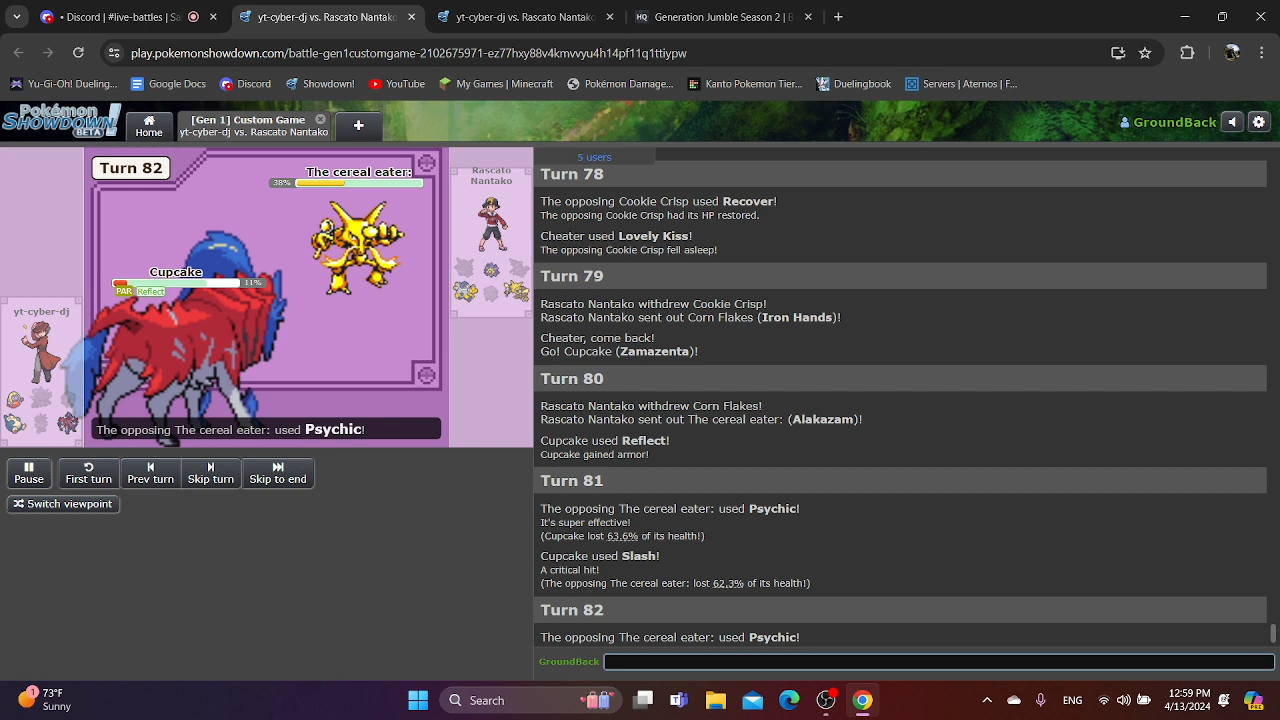 Discord | #live-battles | Sa
yt-cyber-dj vs. Rascato Nantako
yt-cyber-dj vs. Rascato Nantako
HQ Generation Jumble Season 2 | B
play.pokemonshowdown.com/battle-gen1customgame-2102675971-ez77hxy88v4kmvvyu4h14pf11q1ttiypw
Yu-Gi-Oh! Dueling...
Google Docs
Discord
Showdown!
YouTube
My Games | Minecraft
Pokémon Damage...
Kanto Pokémon Tier...
Duelingbook
Servers | Aternos | F...
Pokémon
Showdown!
BETA
Home
[Gen 1] Custom Game
yt-cyber-dj vs. Rascato Nantako
GroundBack
Turn 82
The cereal eater:
38%
Cupcake
11%
PAR Reflect
Rascato
Nantako
yt-cyber-dj
The opposing The cereal eater: used Psychic!
Pause
First turn
Prev turn
Skip turn
Skip to end
Switch viewpoint
5 users
Turn 78
The opposing Cookie Crisp used Recover!
The opposing Cookie Crisp had its HP restored.
Cheater used Lovely Kiss!
The opposing Cookie Crisp fell asleep!
Turn 79
Rascato Nantako withdrew Cookie Crisp!
Rascato Nantako sent out Corn Flakes (Iron Hands)!
Cheater, come back!
Go! Cupcake (Zamazenta)!
Turn 80
Rascato Nantako withdrew Corn Flakes!
Rascato Nantako sent out The cereal eater: (Alakazam)!
Cupcake used Reflect!
Cupcake gained armor!
Turn 81
The opposing The cereal eater: used Psychic!
It's super effective!
(Cupcake lost 63.6% of its health!)
Cupcake used Slash!
A critical hit!
(The opposing The cereal eater: lost 62.3% of its health!)
Turn 82
The opposing The cereal eater: used Psychic!
GroundBack
1
73°F
Sunny
Search
ENG
12:59 PM
4/13/2024
PRE